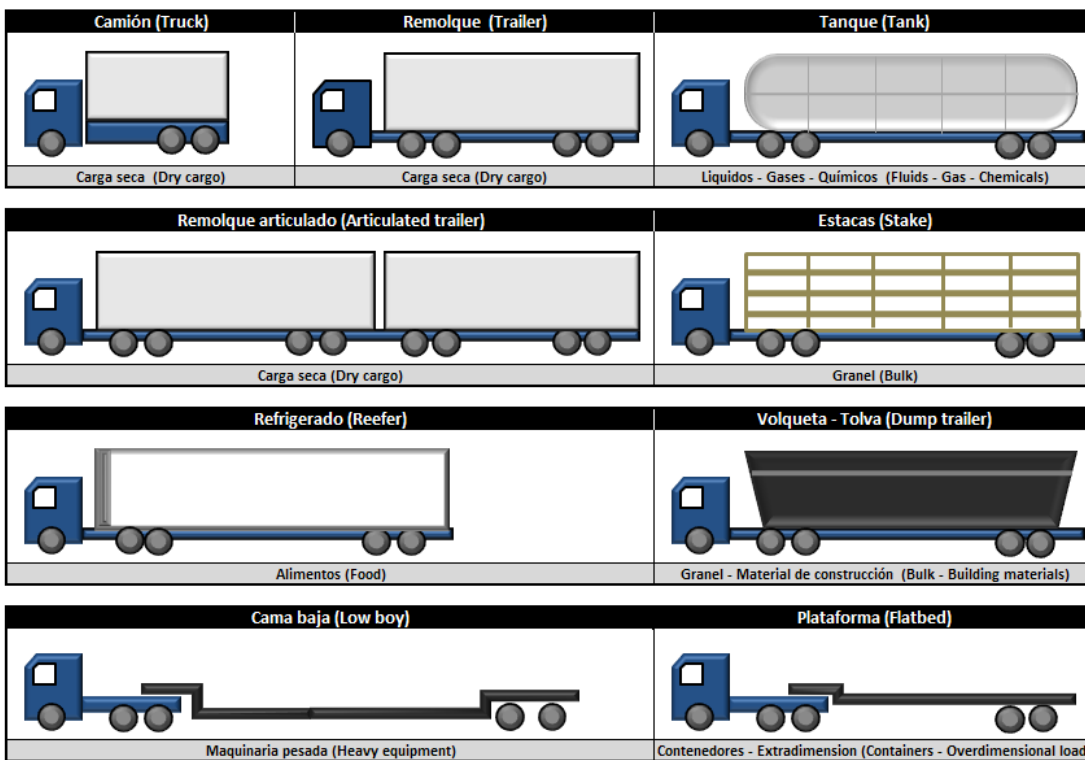 Camión (Truck)
Remolque  (Trailer)
Tanque (Tank)
Carga seca  (Dry cargo)
Carga seca (Dry cargo)
Liquidos - Gases - Químicos  (Fluids - Gas - Chemicals)
Remolque articulado (Articulated trailer)
Estacas (Stake)
Carga seca (Dry cargo)
Granel (Bulk)
Refrigerado (Reefer)
Volqueta - Tolva (Dump trailer)
Alimentos (Food)
Granel - Material de construcción  (Bulk - Building materials)
Cama baja (Low boy)
Plataforma (Flatbed)
Maquinaria pesada (Heavy equipment)
Contenedores - Extradimension (Containers - Overdimensional load